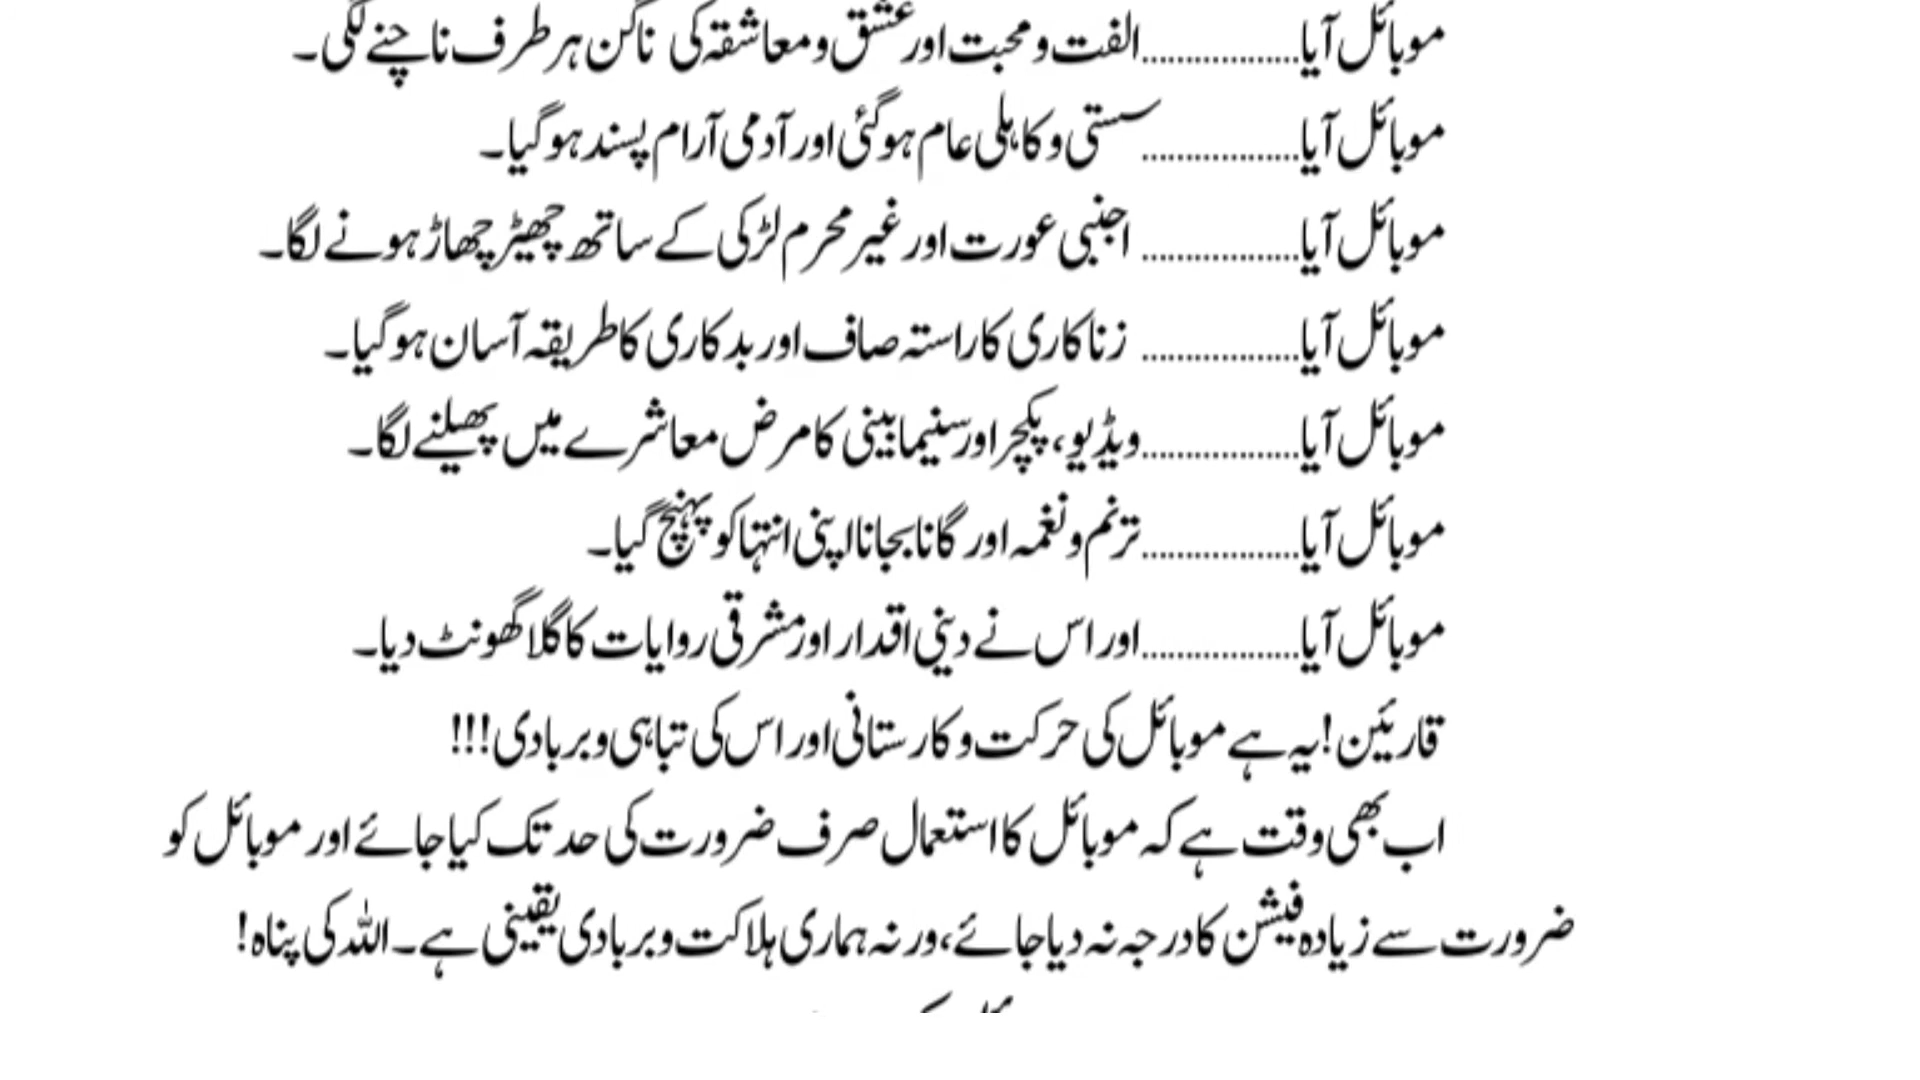 موبائل آیا..................الفت و محبت اور عشق و معاشقہ کی ناگن ہر طرف ناچنے لگی۔
موبائل آیا..................سستی و کاہلی عام ہوگئی اور آدمی آرام پسند ہوگیا۔
موبائل آیا.................. اجنبی عورت اور غیر محرم لڑکی کے ساتھ چھیڑ چھاڑ ہونے لگا۔
موبائل آیا.................. زناکاری کا راستہ صاف اور بدکاری کا طریقہ آسان ہوگیا۔
موبائل آیا..................ویڈیو، پکچر اور سنیما بینی کا مرض معاشرے میں پھیلنے لگا۔
موبائل آیا..................ترنم و نغمہ اور گانا بجانا اپنی انتہا کو پہنچ گیا۔
موبائل آیا..................اور اس نے دینی اقدار اور مشرقی روایات کا گلا گھونٹ دیا۔
قارئین! یہ ہے موبائل کی حرکت و کارستانی اور اس کی تباہی و بربادی!!!
اب بھی وقت ہے کہ موبائل کا استعمال صرف ضرورت کی حد تک کیا جائے اور موبائل کو
ضرورت سے زیادہ فیشن کا درجہ نہ دیا جائے، ورنہ ہماری ہلاکت و بربادی یقینی ہے۔ اللہ کی پناہ!